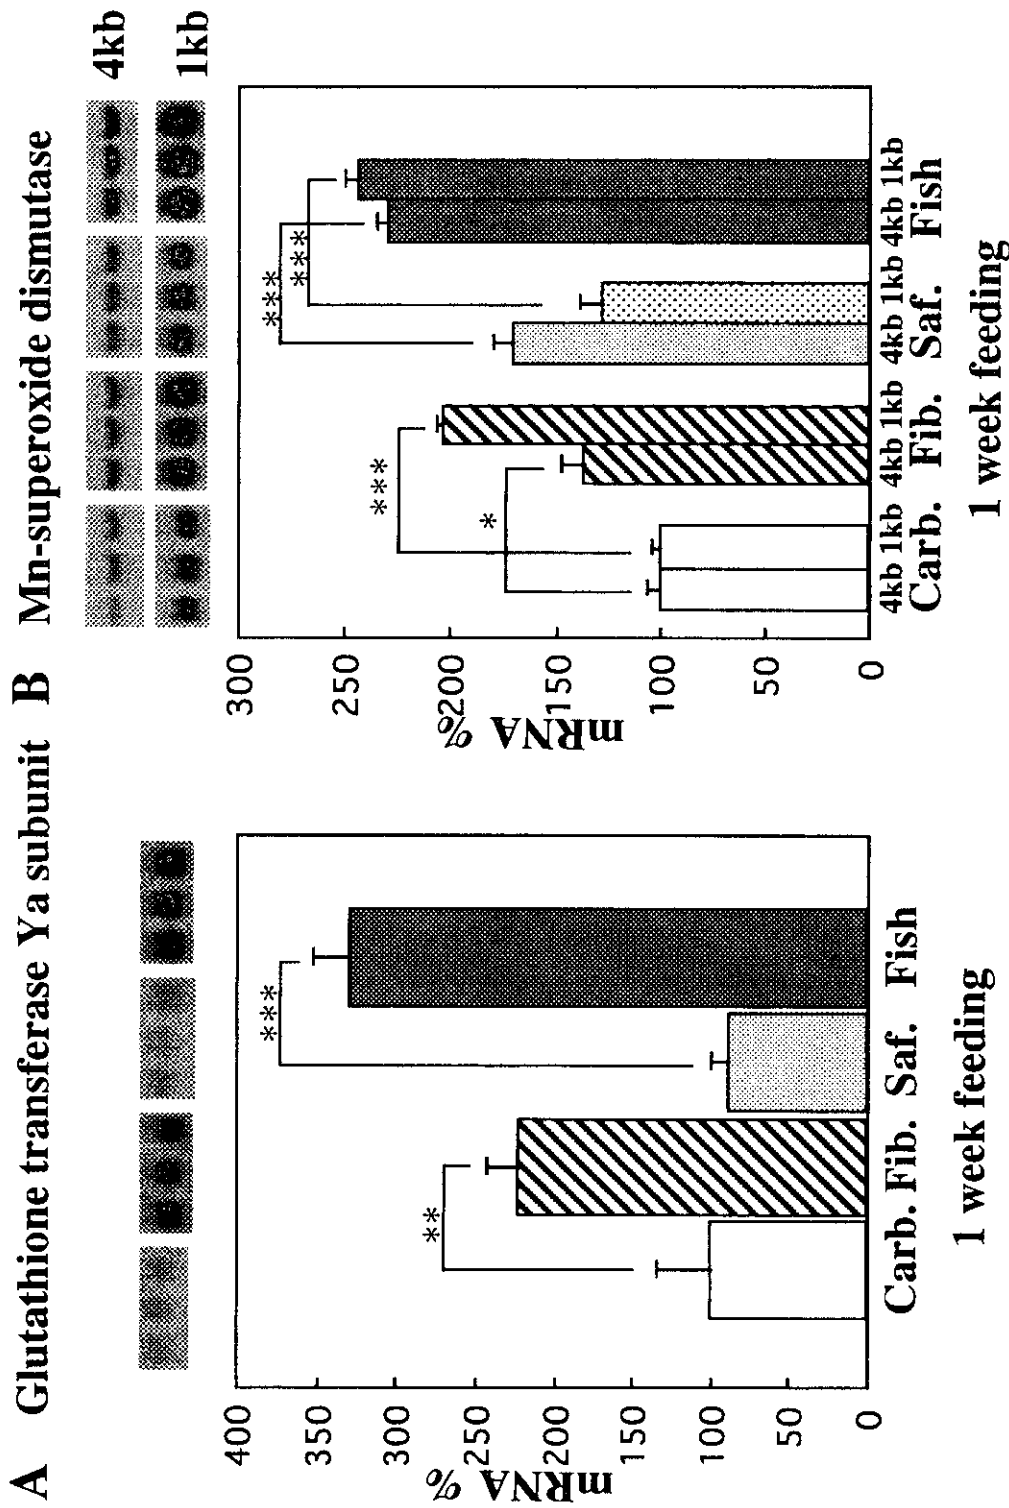 A Glutathione transferase Ya subunit
400
350
300
250
200
150
100
50
0
mRNA %
**
***
Carb. Fib. Saf. Fish
1 week feeding
B Mn-superoxide dismutase
4kb
1kb
300
250
200
150
100
50
0
mRNA %
*
***
***
***
4kb 1kb 4kb 1kb 4kb 1kb 4kb 1kb
Carb. Fib. Saf. Fish
1 week feeding